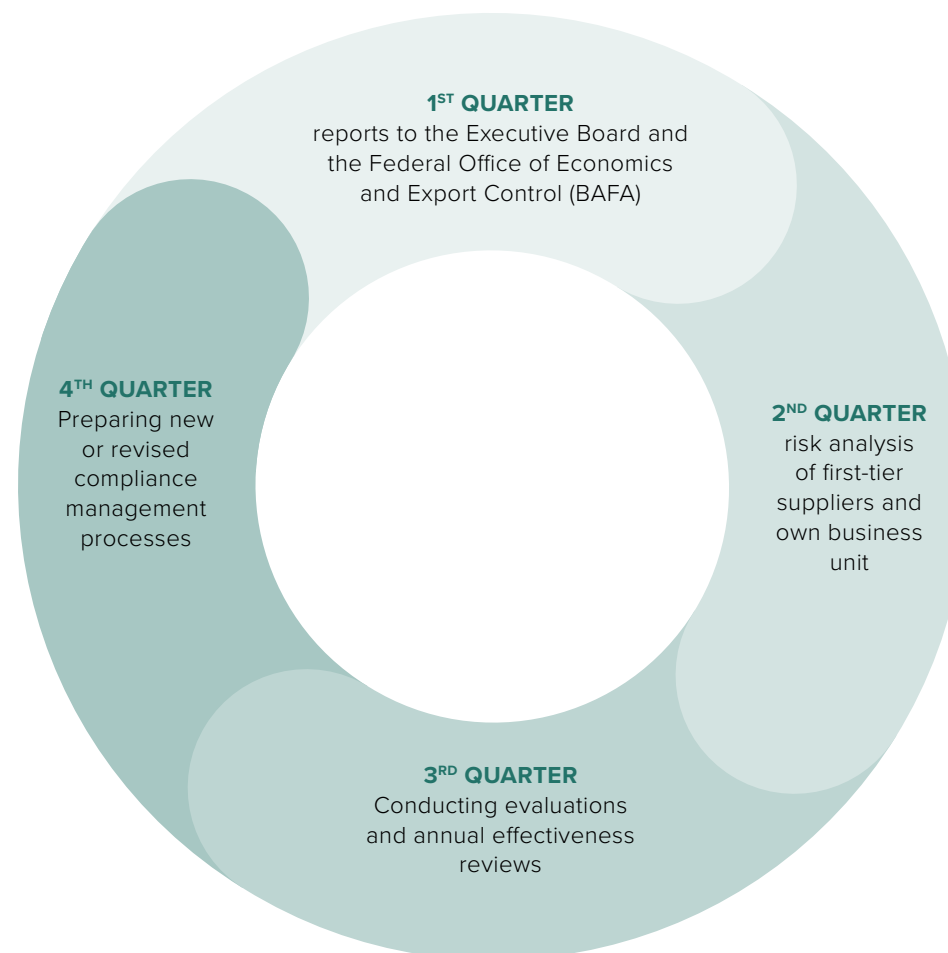 1ST QUARTER
reports to the Executive Board and
the Federal Office of Economics
and Export Control (BAFA)
2ND QUARTER
risk analysis
of first-tier
suppliers and
own business
unit
3RD QUARTER
Conducting evaluations
and annual effectiveness
reviews
4TH QUARTER
Preparing new
or revised
compliance
management
processes